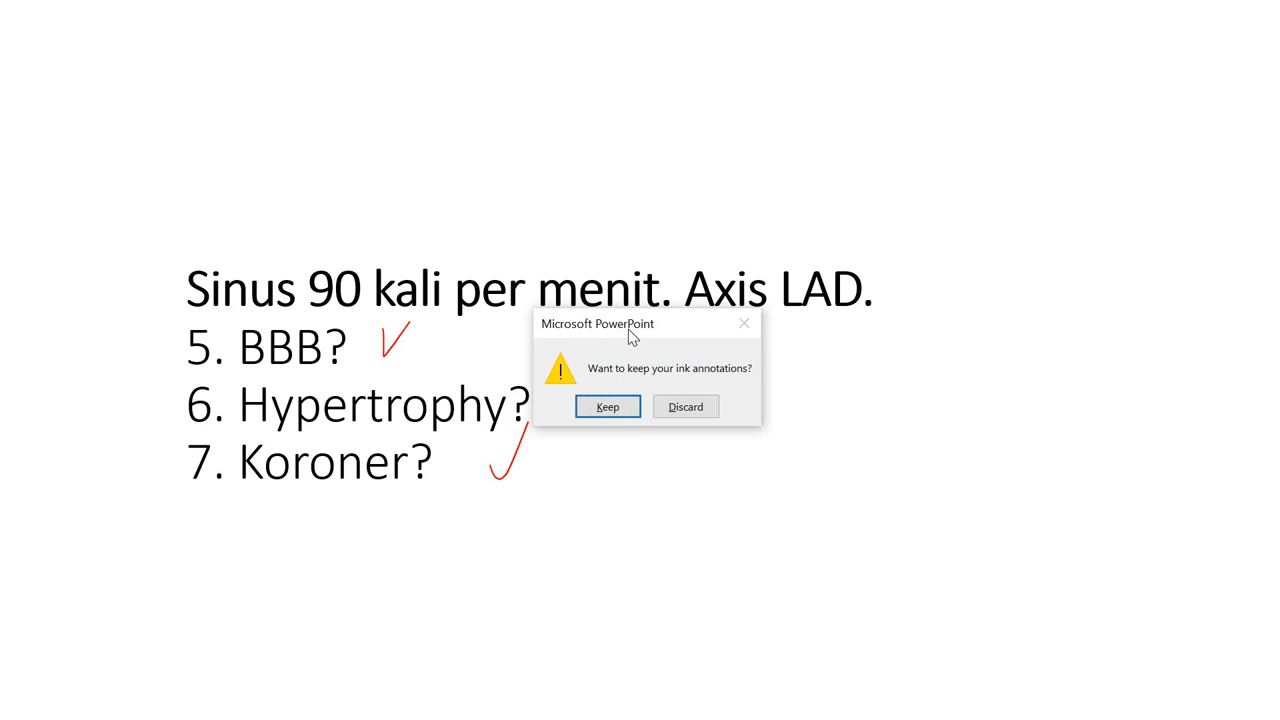 Sinus 90 kali per menit. Axis LAD.
5. BBB?
6. Hypertrophy?
7. Koroner?
Microsoft PowerPoint
Want to keep your ink annotations?
Keep
Discard